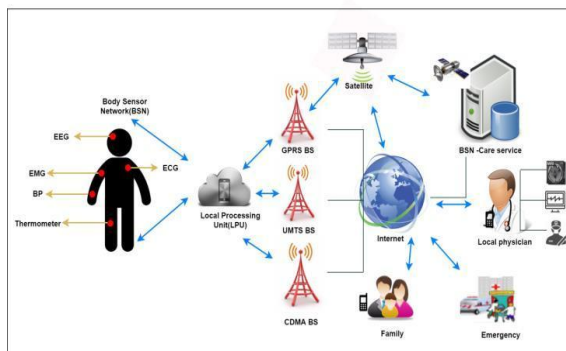 Satellite
Body Sensor
Network(BSN)
EEG
GPRS BS
BSN -Care service
EMG
ECG
BP
Local Processing
Unit(LPU)
UMTS BS
Internet
Local physician
Thermometer
CDMA BS
Family
Emergency